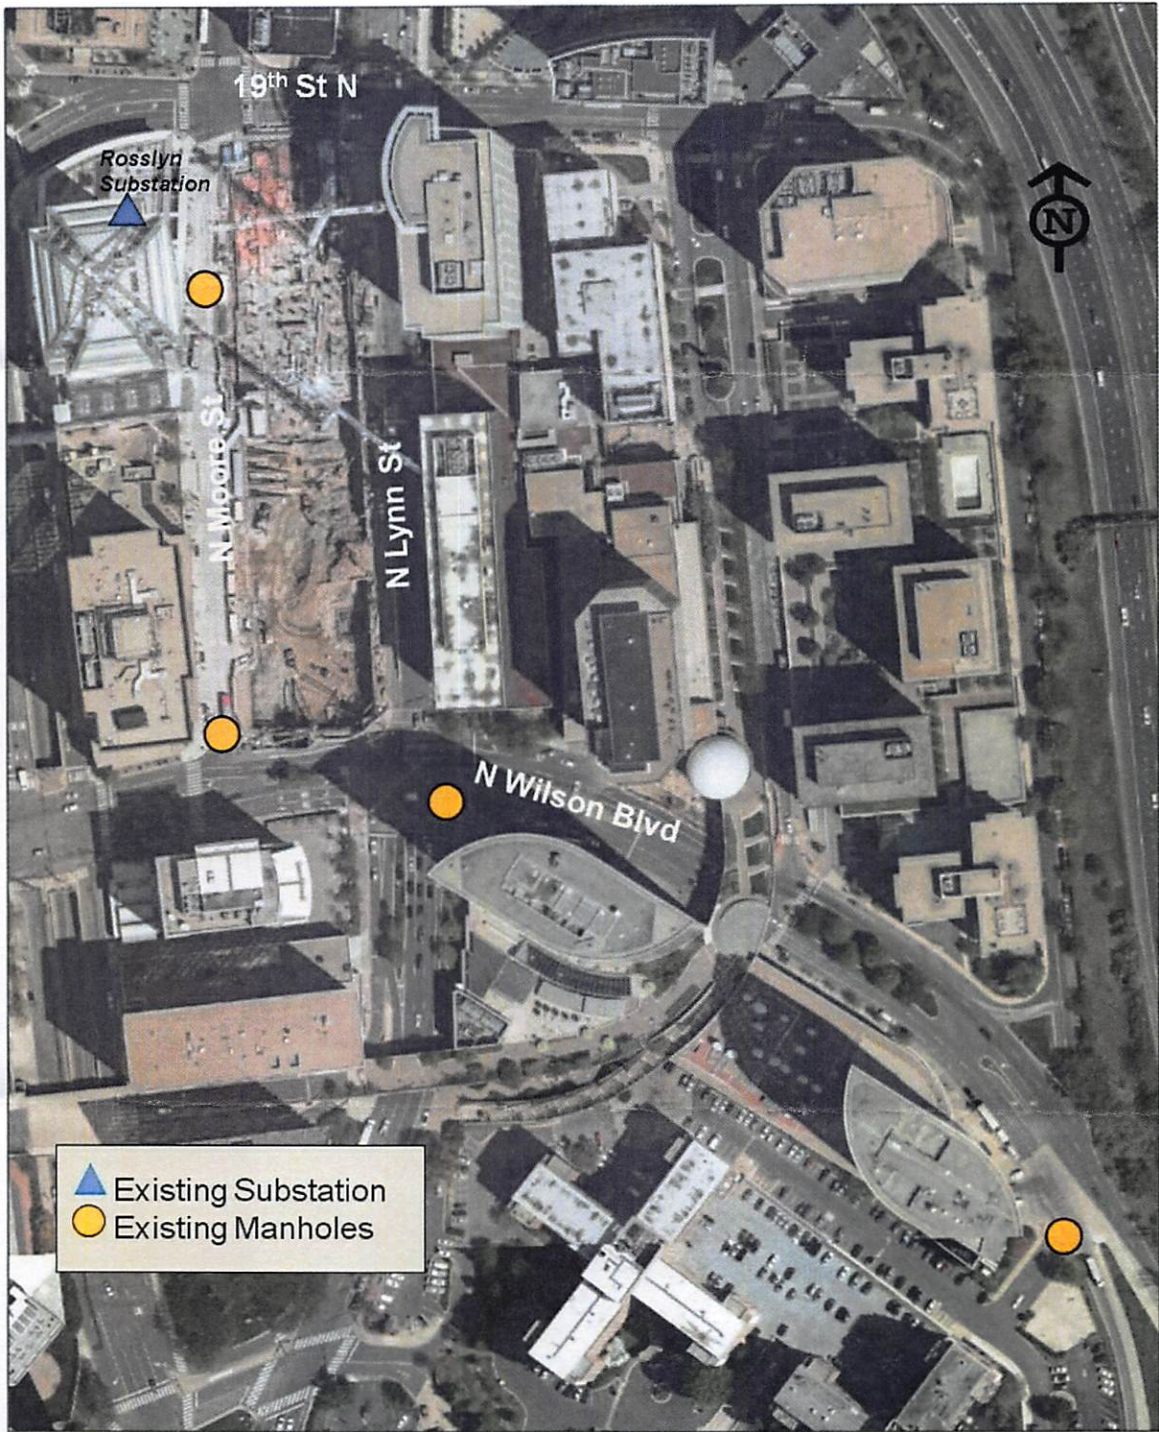 19th St N
Rosslyn
Substation
N
N Moore St
N Lynn St
N Wilson Blvd
Existing Substation
Existing Manholes